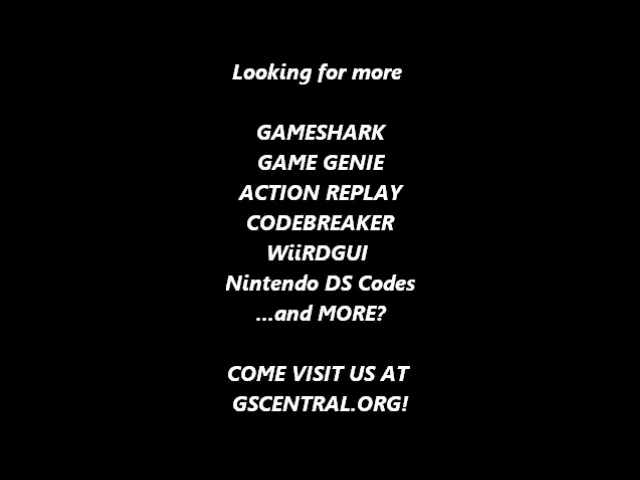 Looking for more
GAMESHARK
GAME GENIE
ACTION REPLAY
CODEBREAKER
WiiRDGUI
Nintendo DS Codes
...and MORE?
COME VISIT US AT
GSCENTRAL.ORG!